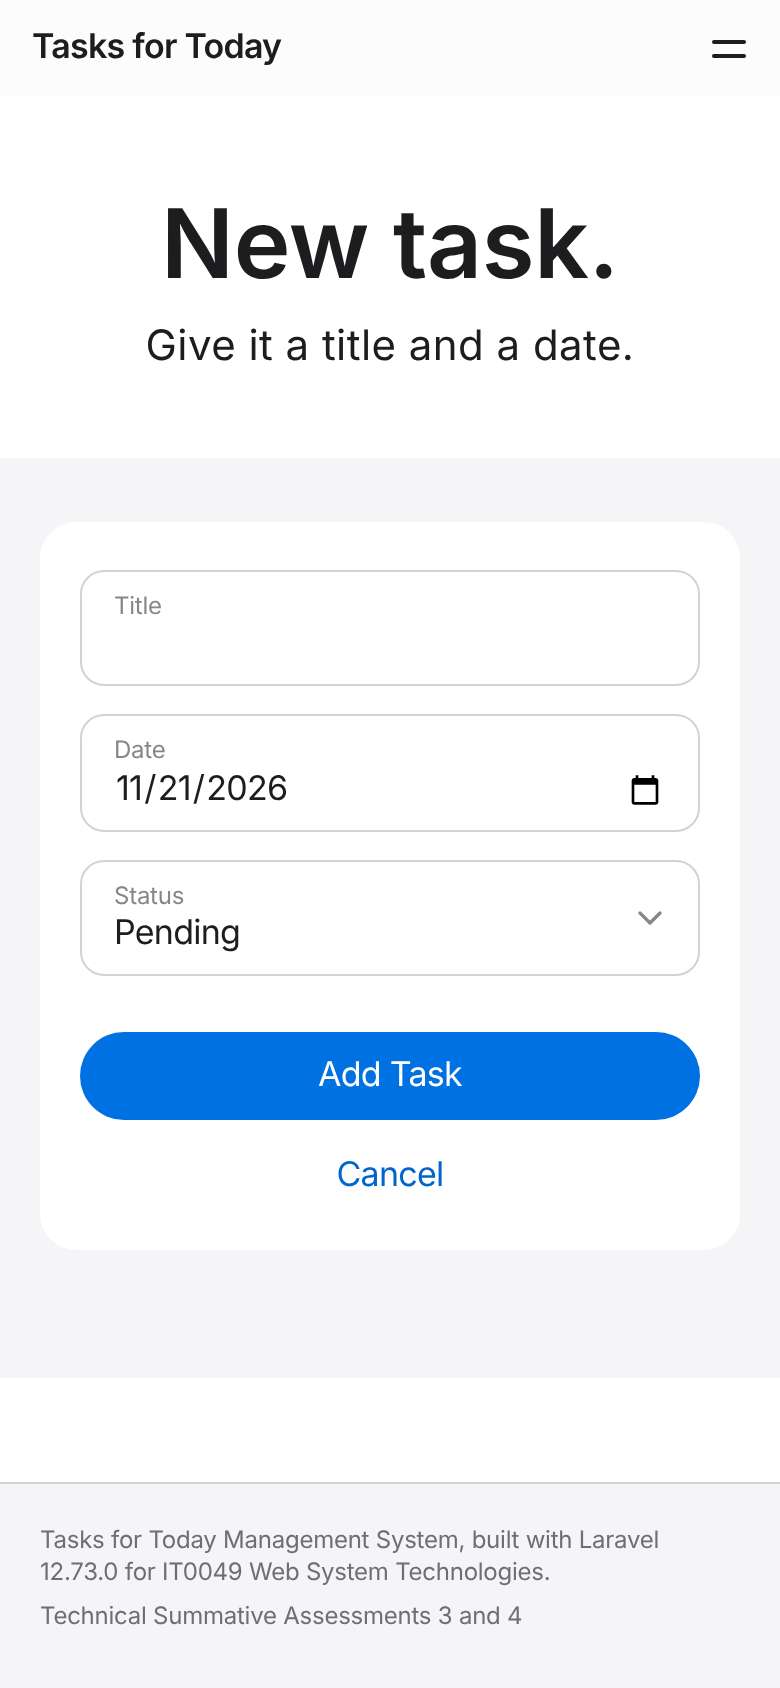 Tasks for Today
New task.
Give it a title and a date.
Title
Date
11/21/2026
Status
Pending
Add Task
Cancel
Tasks for Today Management System, built with Laravel
12.73.0 for IT0049 Web System Technologies.
Technical Summative Assessments 3 and 4